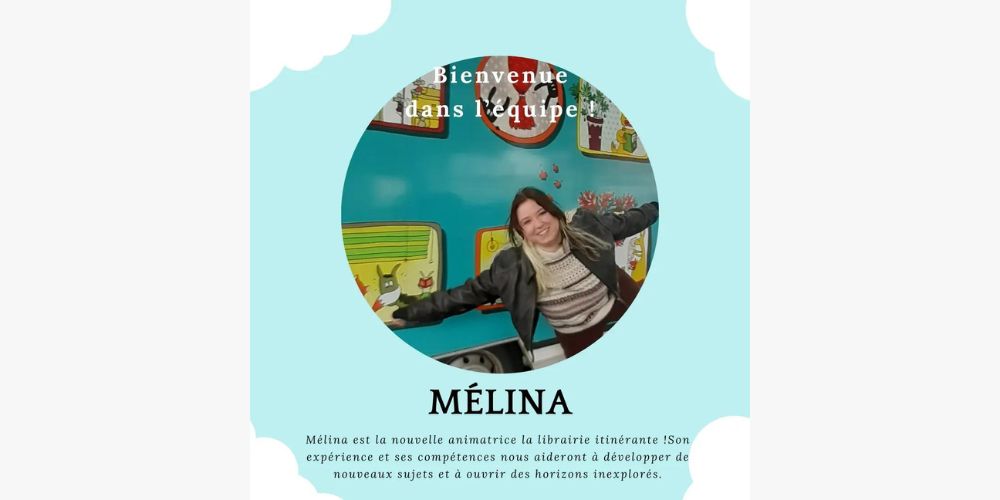 Bienvenue
dans l'équipe !
MÉLINA
Mélina est la nouvelle animatrice la librairie itinérante !Son
expérience et ses compétences nous aideront à développer de
nouveaux sujets et à ouvrir des horizons inexplorés.